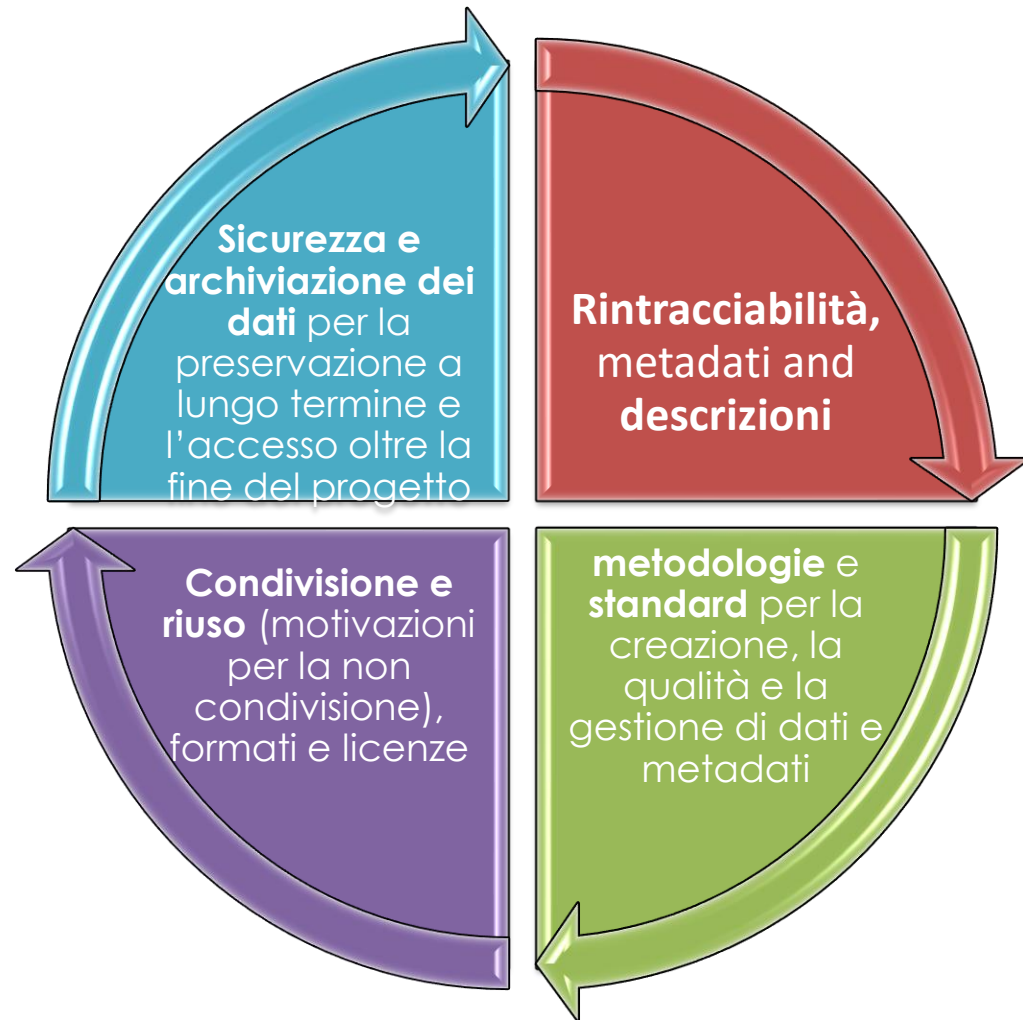 Sicurezza e
archiviazione dei
dati per la
preservazione a
lungo termine e
l’accesso oltre la
fine del progetto
Rintracciabilità,
metadati and
descrizioni
Condivisione e
riuso (motivazioni
per la non
condivisione),
formati e licenze
metodologie e
standard per la
creazione, la
qualità e la
gestione di dati e
metadati